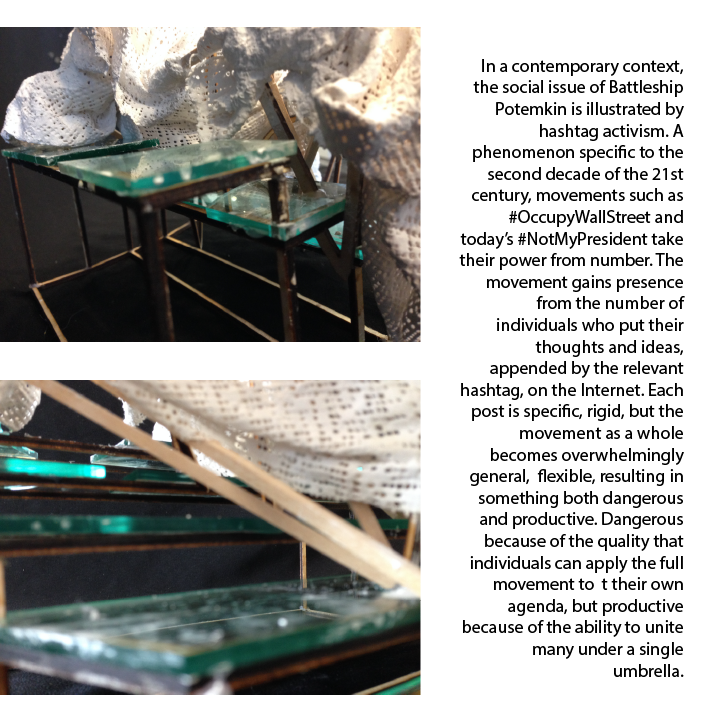 In a contemporary context,
the social issue of Battleship
Potemkin is illustrated by
hashtag activism. A
phenomenon specific to the
second decade of the 21st
century, movements such as
#OccupyWallStreet and
today’s #NotMyPresident take
their power from number. The
movement gains presence
from the number of
individuals who put their
thoughts and ideas,
appended by the relevant
hashtag, on the Internet. Each
post is specific, rigid, but the
movement as a whole
becomes overwhelmingly
general,  flexible, resulting in
something both dangerous
and productive. Dangerous
because of the quality that
individuals can apply the full
movement to  t their own
agenda, but productive
because of the ability to unite
many under a single
umbrella.